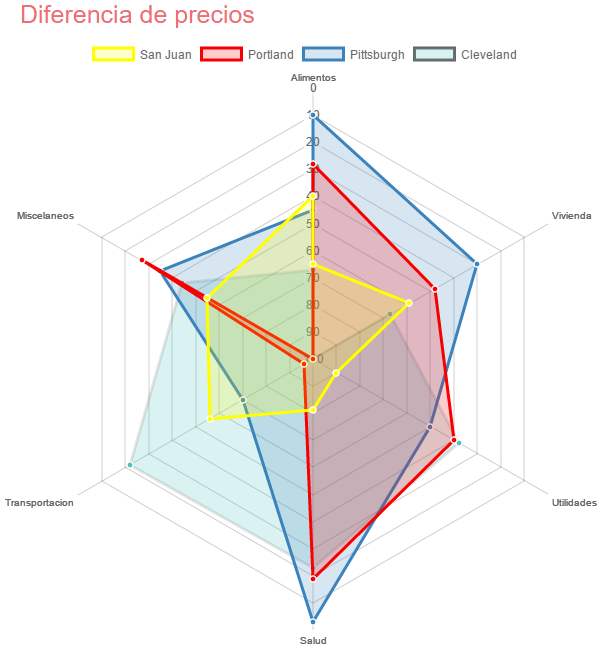 Diferencia de precios
San Juan Portland Pittsburgh Cleveland
Alimentos
0
10
20
30
40
50
60
70
80
90
Miscelaneos
Vivienda
Transportacion
Utilidades
Salud